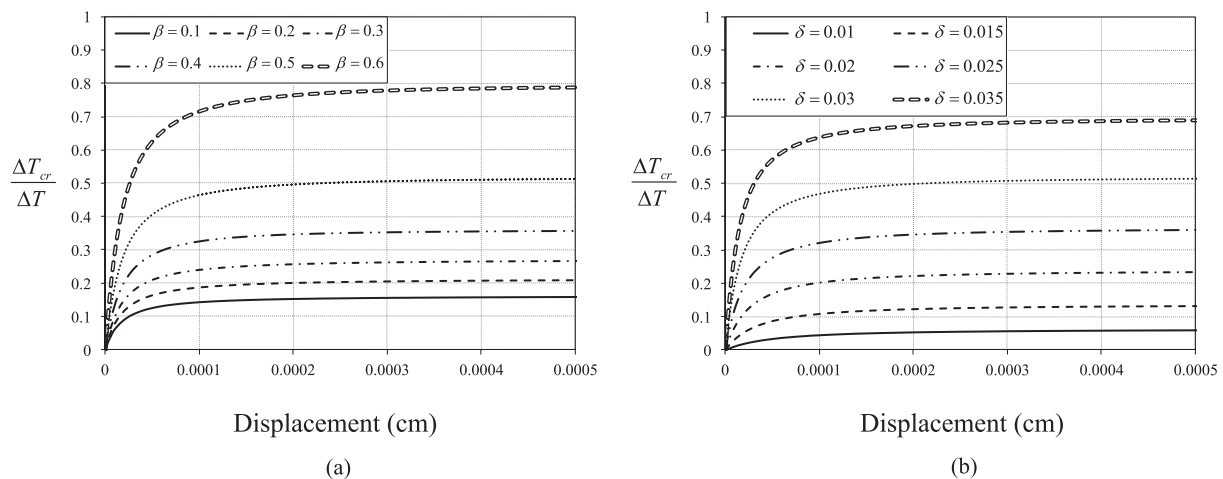 β = 0.1 β = 0.2 β = 0.3
β = 0.4 β = 0.5 β = 0.6
1
0.9
0.8
0.7
0.6
0.5
0.4
0.3
0.2
0.1
0
ΔT_cr
ΔT
0 0.0001 0.0002 0.0003 0.0004 0.0005
Displacement (cm)
(a)
δ = 0.01 δ = 0.015
δ = 0.02 δ = 0.025
δ = 0.03 δ = 0.035
1
0.9
0.8
0.7
0.6
0.5
0.4
0.3
0.2
0.1
0
ΔT_cr
ΔT
0 0.0001 0.0002 0.0003 0.0004 0.0005
Displacement (cm)
(b)